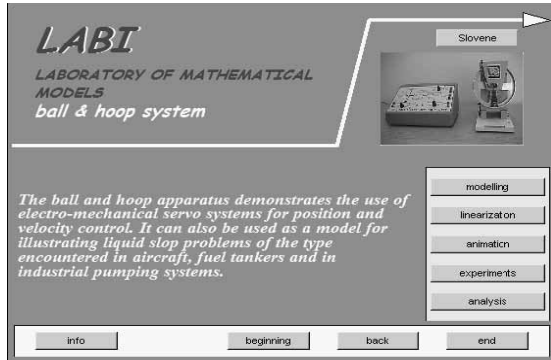 LABI
Slovene
LABORATORY OF MATHEMATICAL
MODELS
ball & hoop system
The ball and hoop apparatus demonstrates the use of
electro-mechanical servo systems for position and
velocity control. It can also be used as a model for
illustrating liquid slop problems of the type
encountered in aircraft, fuel tankers and in
industrial pumping systems.
modelling
linearization
animation
experiments
analysis
info
beginning
back
end